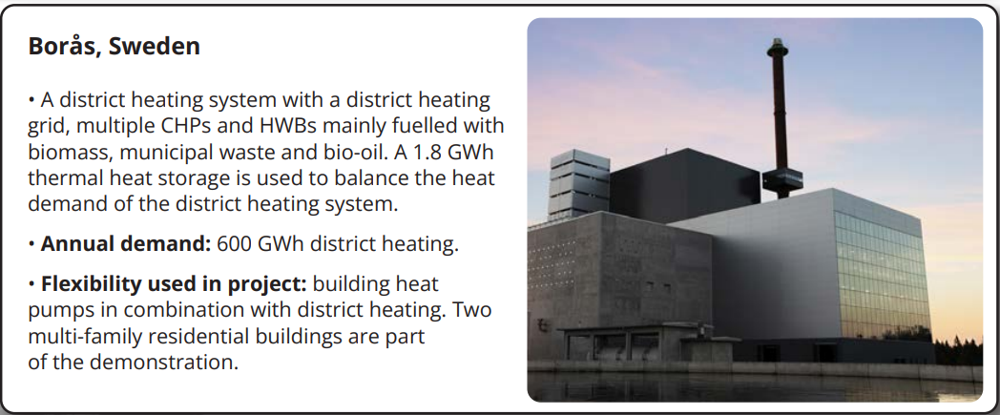 Borås, Sweden
• A district heating system with a district heating
grid, multiple CHPs and HWBs mainly fuelled with
biomass, municipal waste and bio-oil. A 1.8 GWh
thermal heat storage is used to balance the heat
demand of the district heating system.
• Annual demand: 600 GWh district heating.
• Flexibility used in project: building heat
pumps in combination with district heating. Two
multi-family residential buildings are part
of the demonstration.